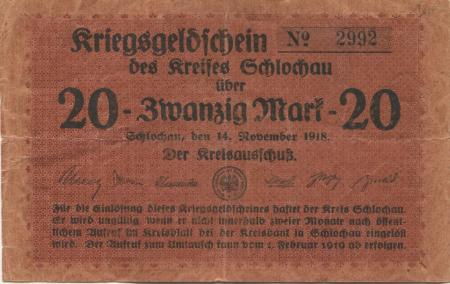 Kriegsgeldschein No 2992
des Kreises Schlochau
über
20 - Zwanzig Mark - 20
Schlochau, den 14. November 1918.
Der Kreisausschuß.
Für die Einlösung dieses Kriegsgeldscheines haftet der Kreis Schlochau.
Er wird ungültig, wenn er nicht innerhalb zweier Monate nach öffent-
lichem Aufruf im Kreisblatt bei der Kreisbank in Schlochau eingelöst
wird. Der Aufruf zum Umtausch kann vom 1. Februar 1919 ab erfolgen.